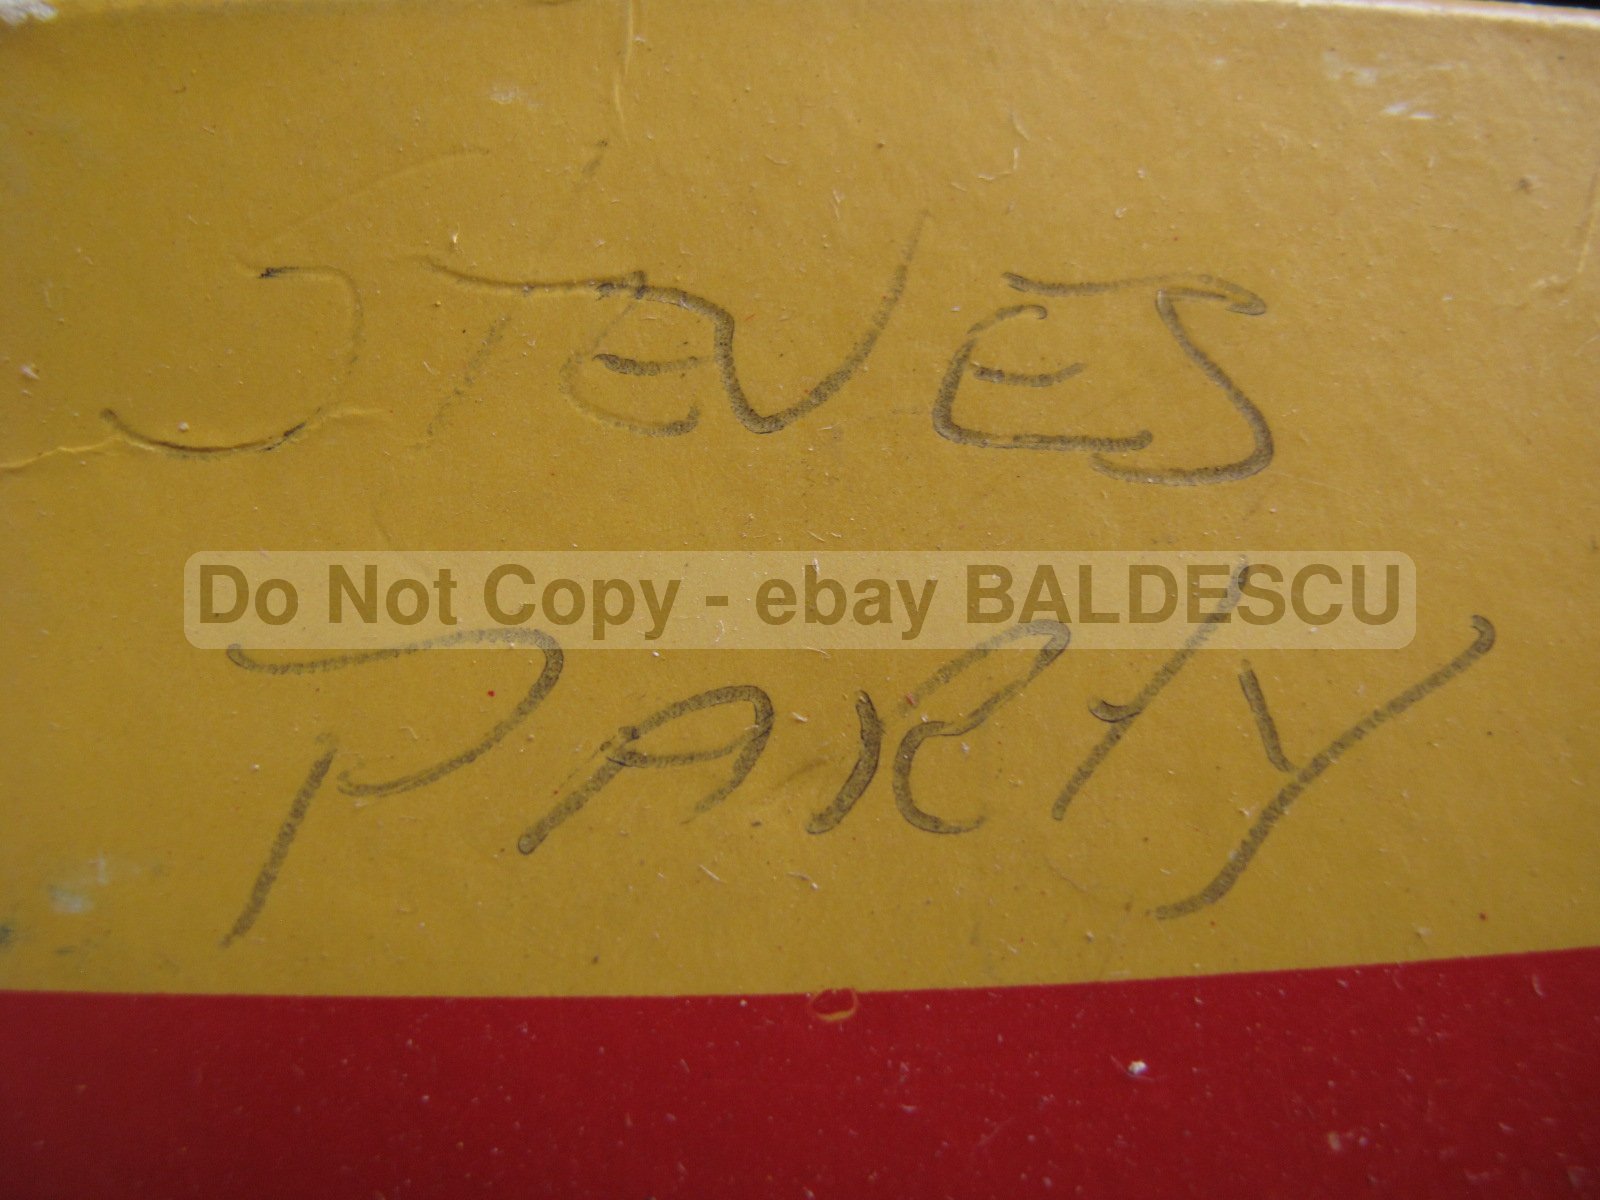 STEVES
Do Not Copy - ebay BALDESCU
PARTY